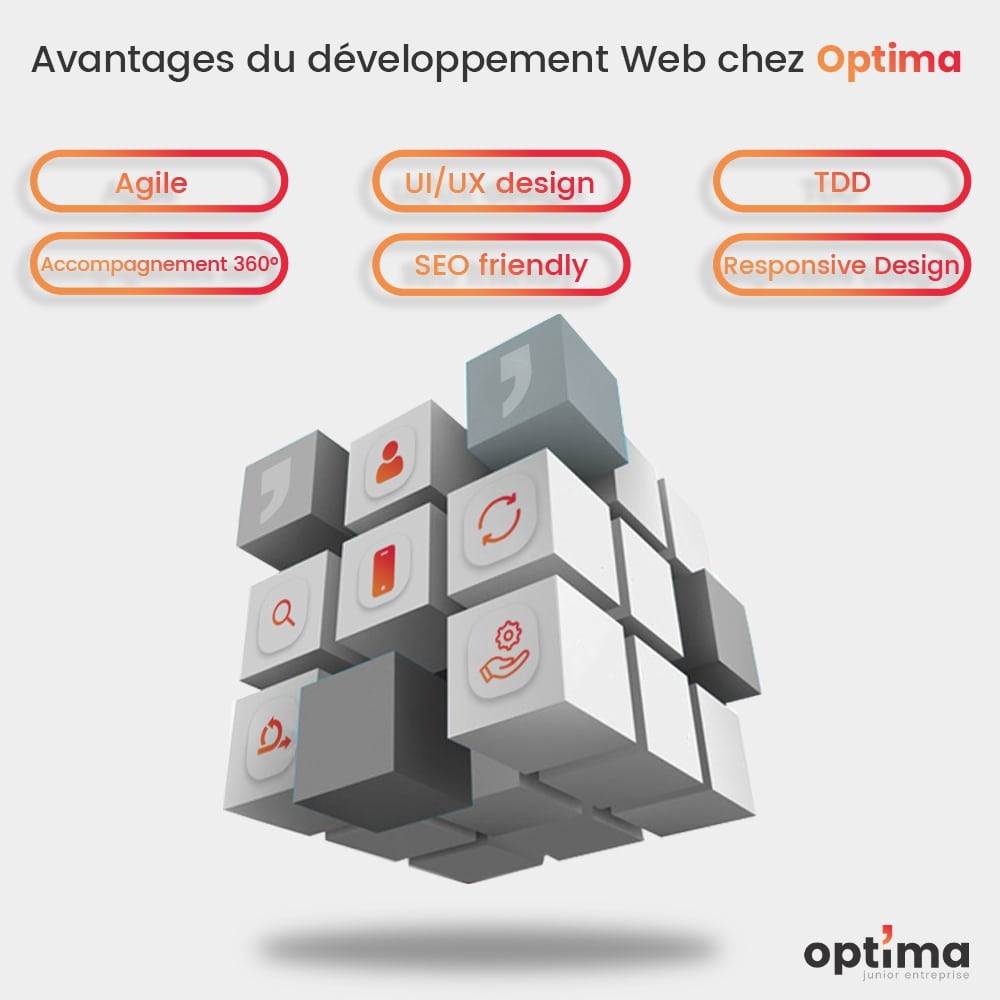 Avantages du développement Web chez Optima
Agile
UI/UX design
TDD
Accompagnement 360°
SEO friendly
Responsive Design
optima
junior entreprise